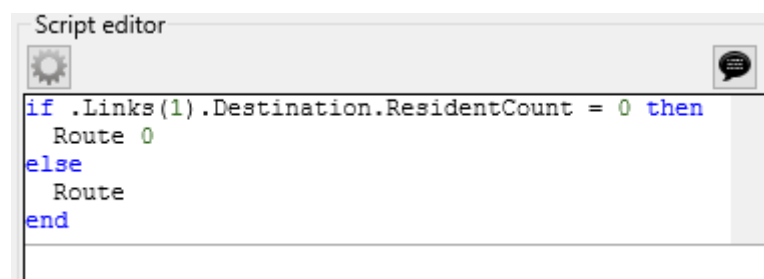 Script editor
if .Links(1).Destination.ResidentCount = 0 then
  Route 0
else
  Route
end